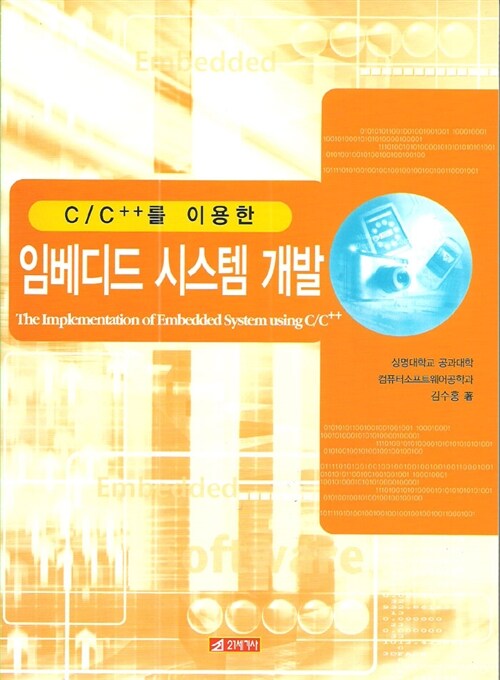 Embedded
C/C++를 이용한
임베디드 시스템 개발
The Implementation of Embedded System using C/C++
상명대학교 공과대학
컴퓨터소프트웨어공학과
김수홍 著
Embedded
software
21세기사